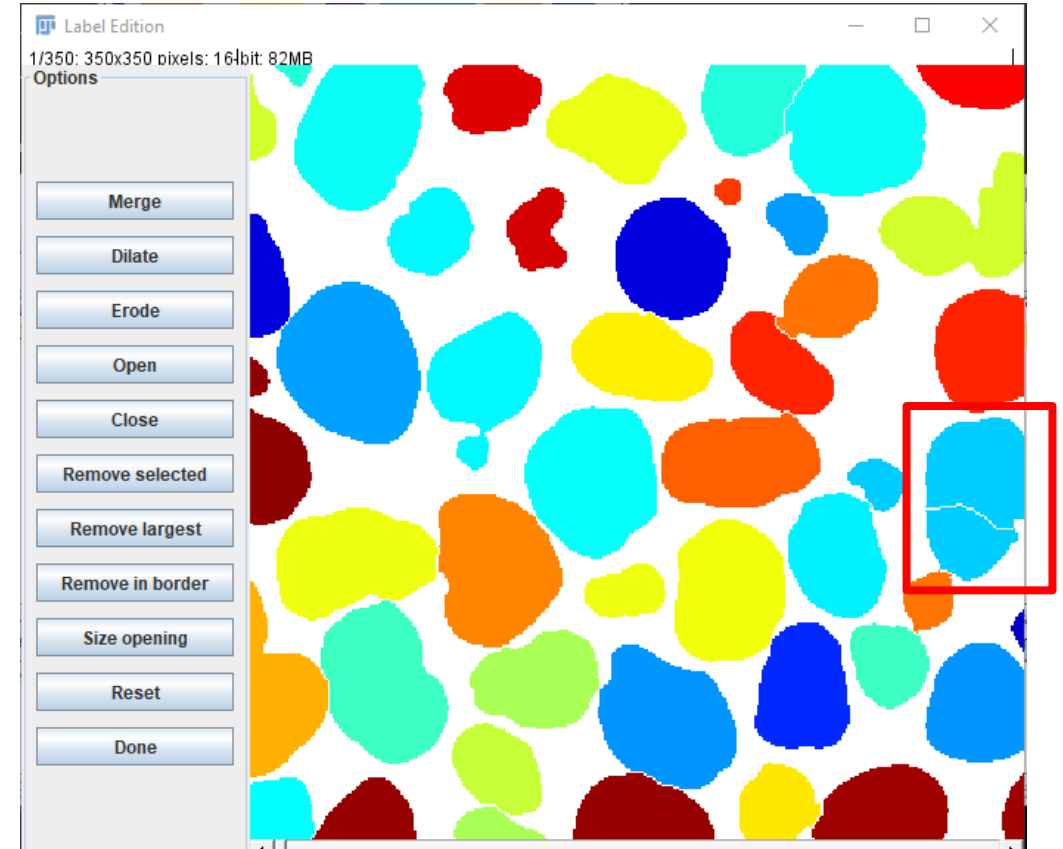 Label Edition
1/350: 350x350 pixels; 16-bit; 82MB
Options
Merge
Dilate
Erode
Open
Close
Remove selected
Remove largest
Remove in border
Size opening
Reset
Done